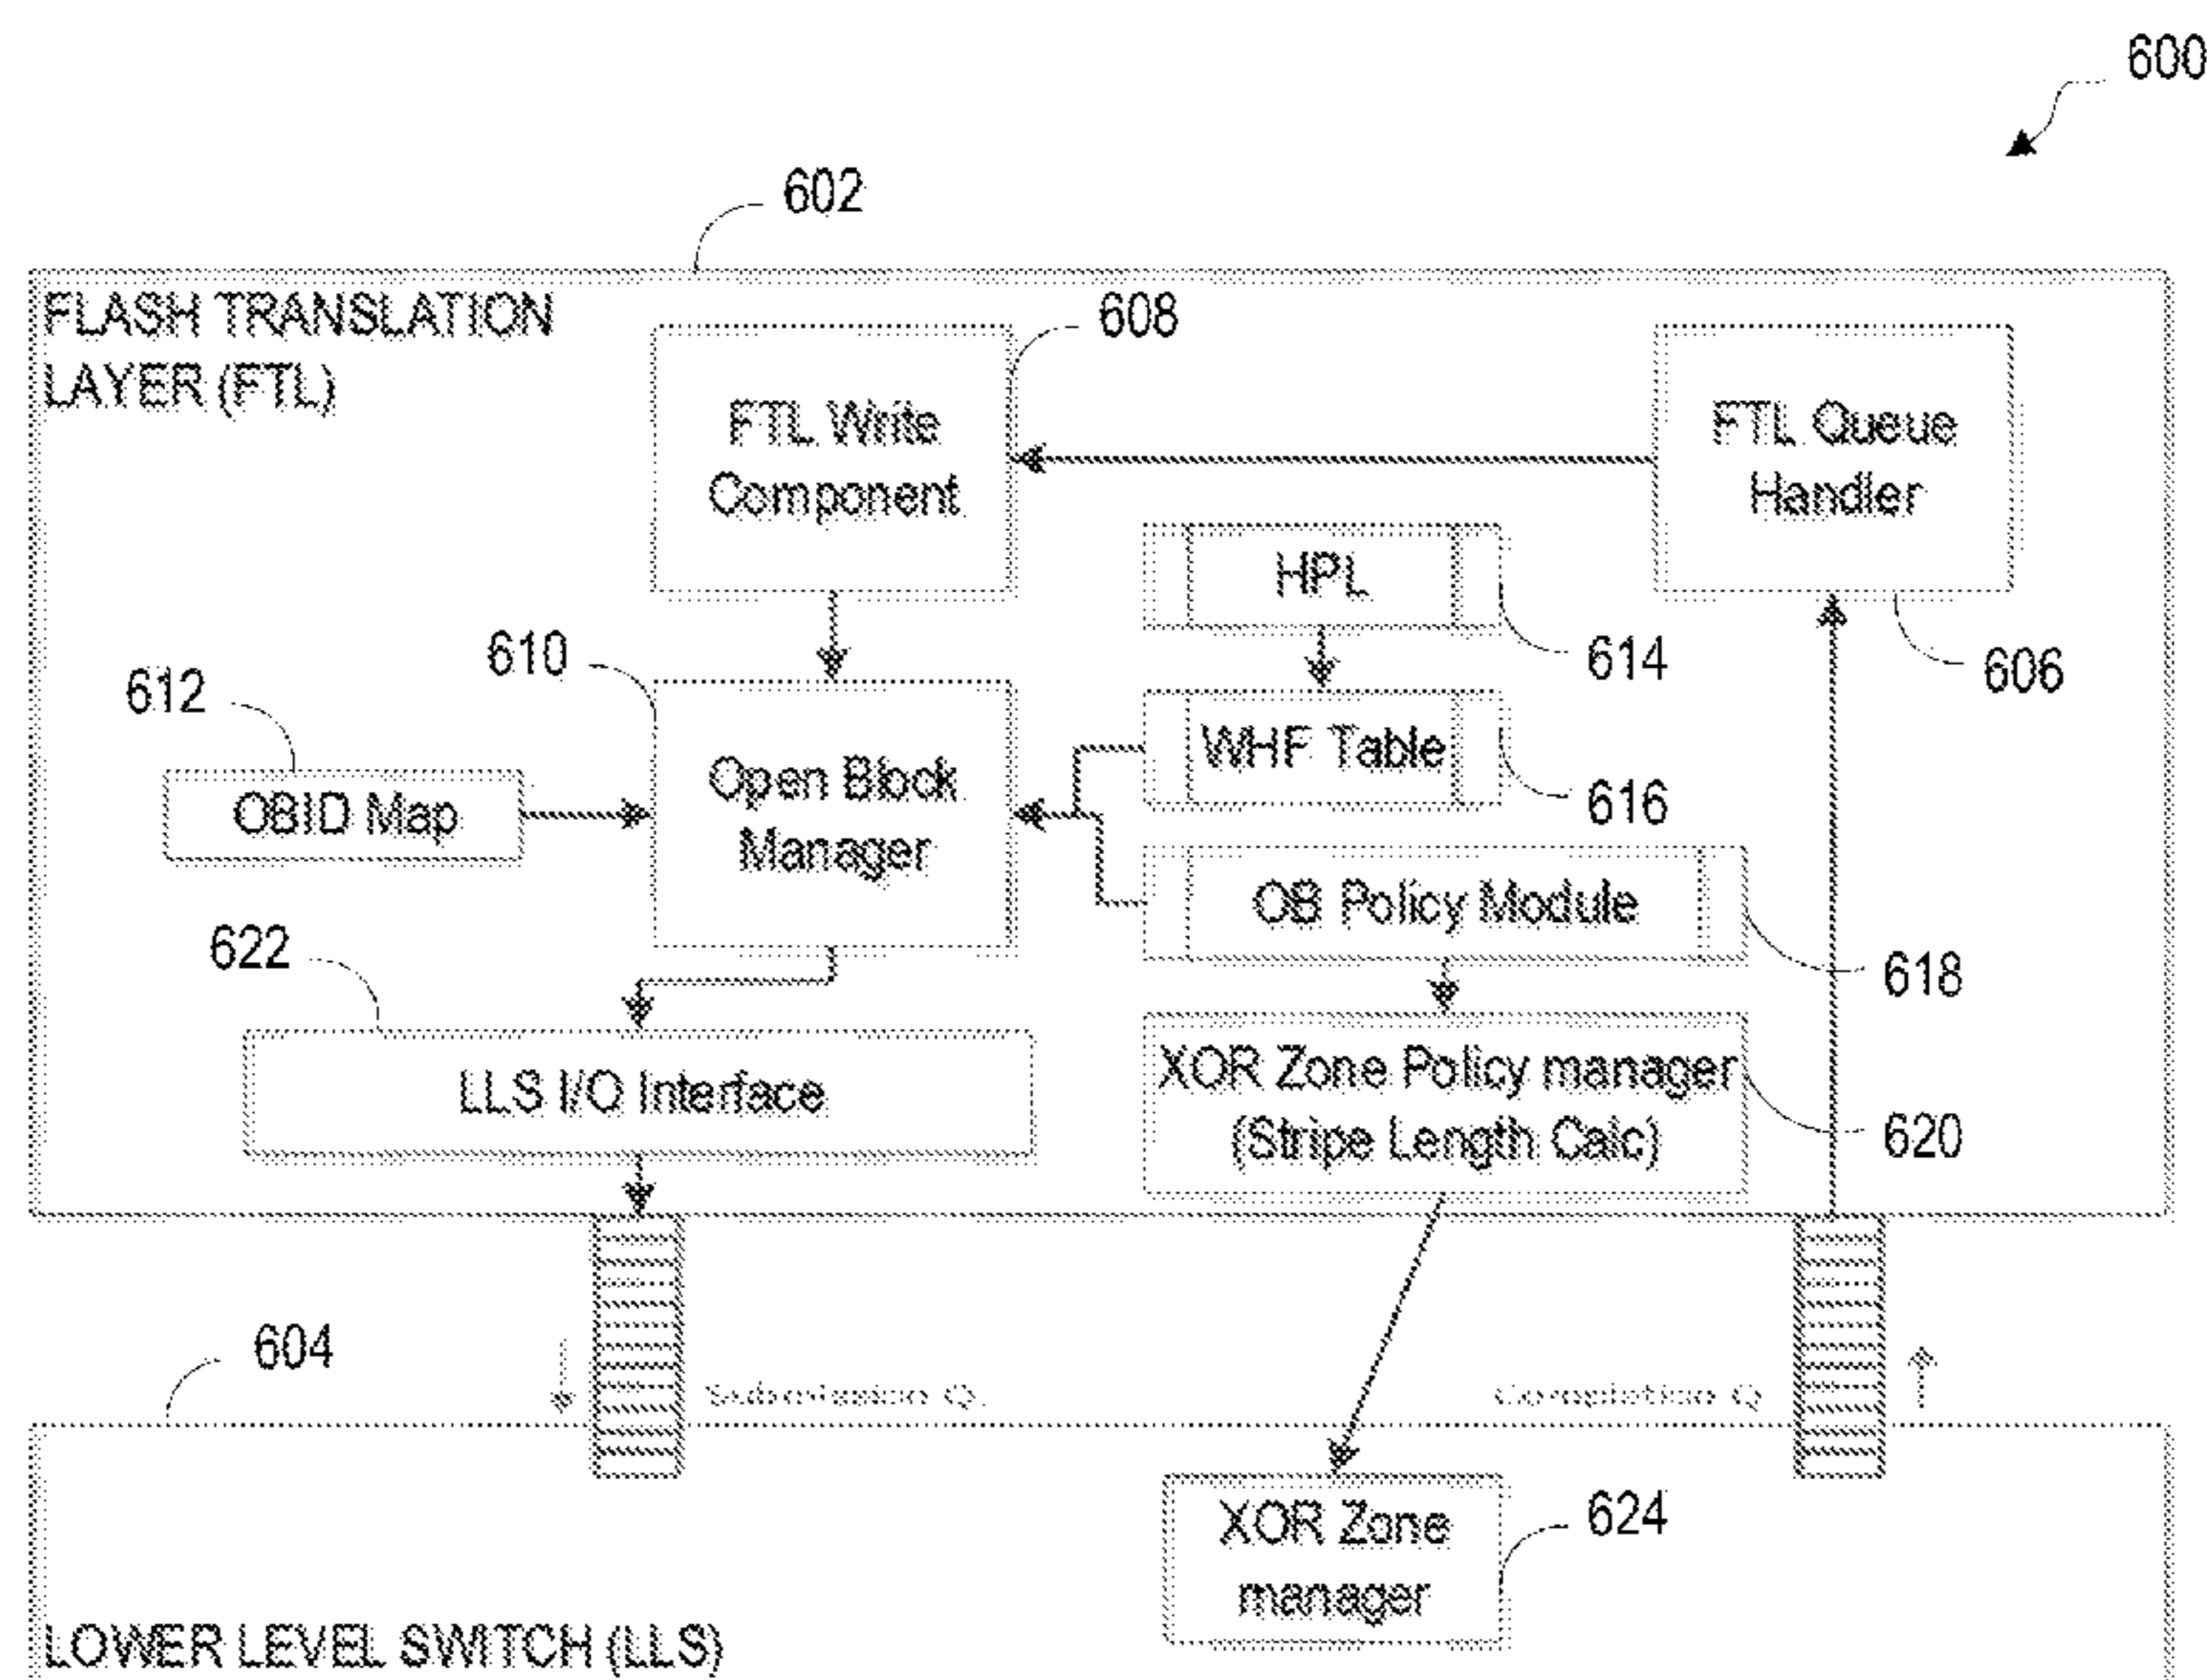 600
602
FLASH TRANSLATION
LAYER (FTL)
608
FTL Write
Component
FTL Queue
Handler
HPL
614
606
610
612
WHF Table
616
OBID Map
Open Block
Manager
OB Policy Module
618
622
LLS I/O Interface
XOR Zone Policy manager
(Stripe Length Calc)
620
604
Submission Q
Completion Q
XOR Zone
manager
624
LOWER LEVEL SWITCH (LLS)